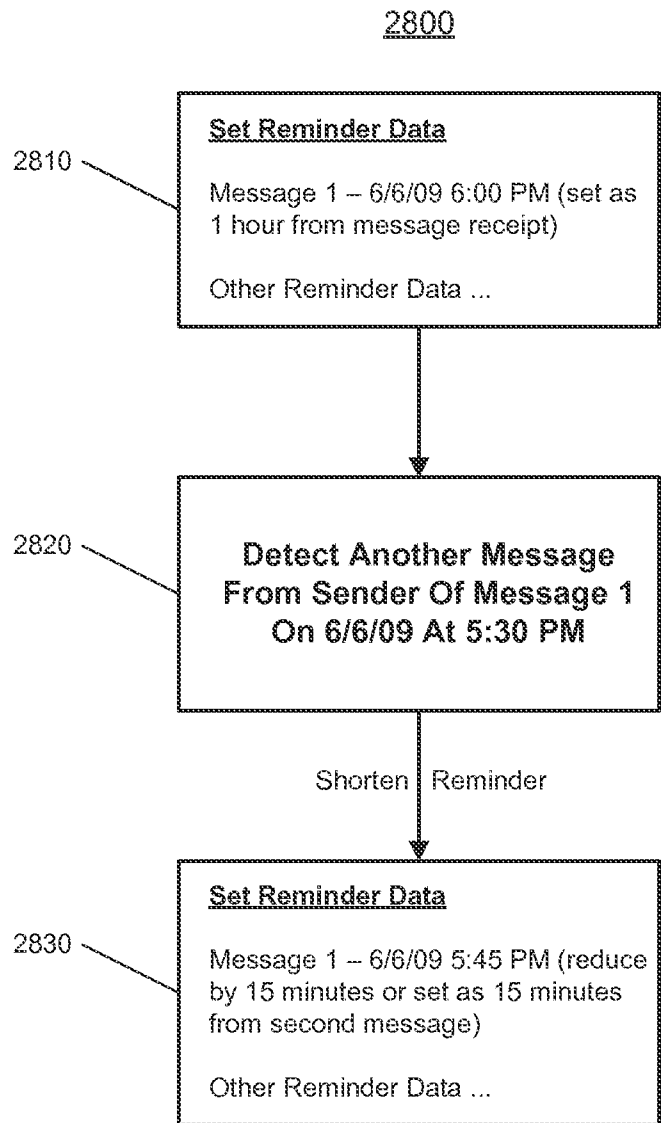 2800
2810
Set Reminder Data
Message 1 – 6/6/09 6:00 PM (set as
1 hour from message receipt)
Other Reminder Data ...
2820
Detect Another Message
From Sender Of Message 1
On 6/6/09 At 5:30 PM
Shorten Reminder
2830
Set Reminder Data
Message 1 – 6/6/09 5:45 PM (reduce
by 15 minutes or set as 15 minutes
from second message)
Other Reminder Data ...